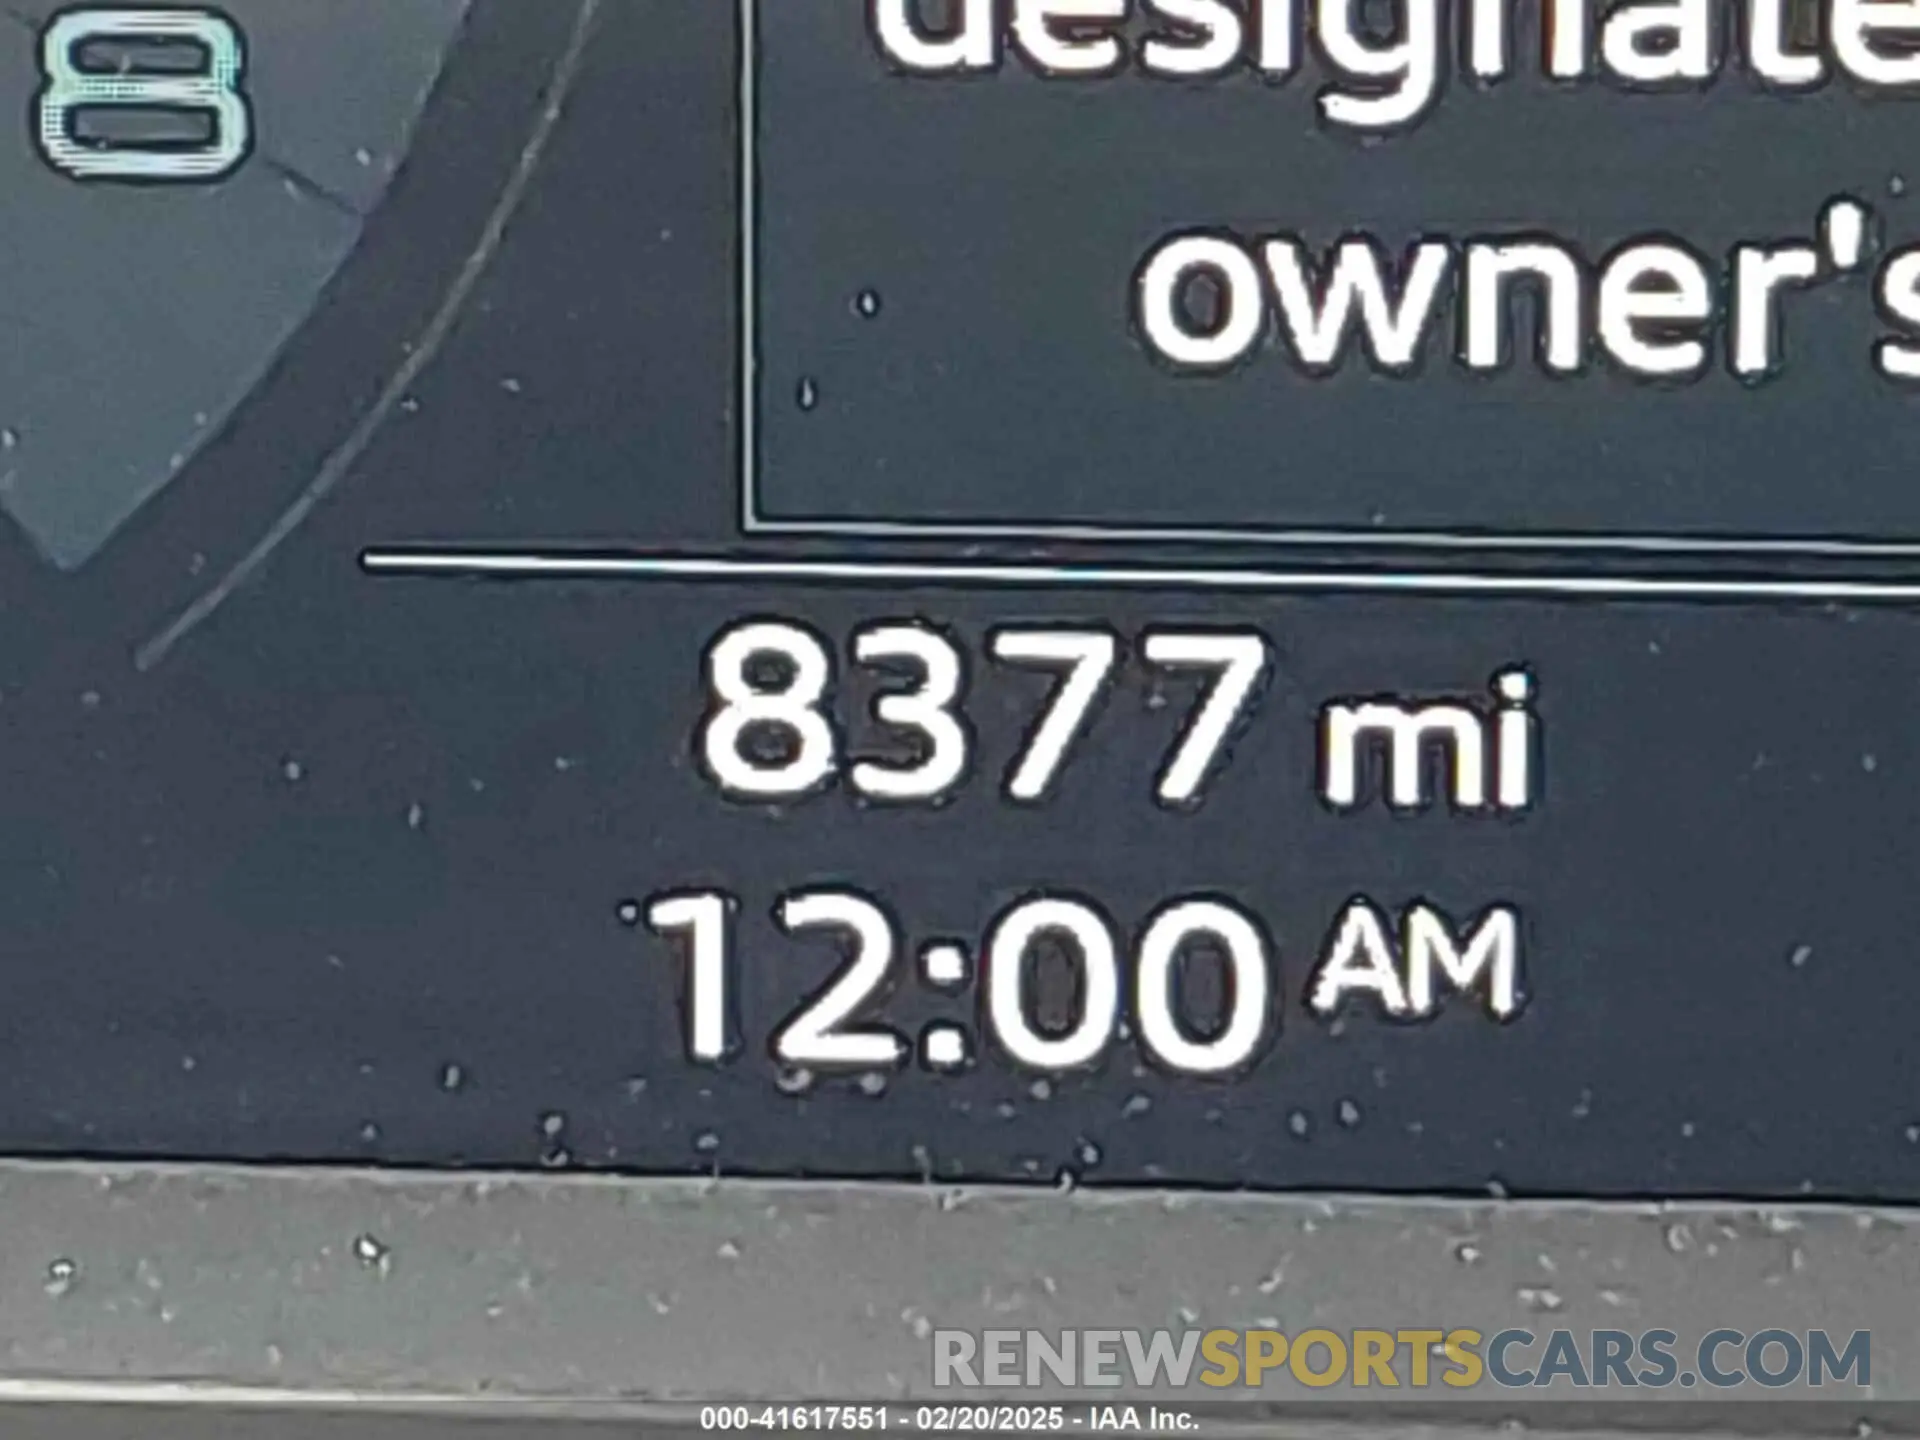 8
designate
owner's
8377 mi
12:00 AM
RENEWSPORTSCARS.COM
000-41617551 - 02/20/2025 - IAA Inc.